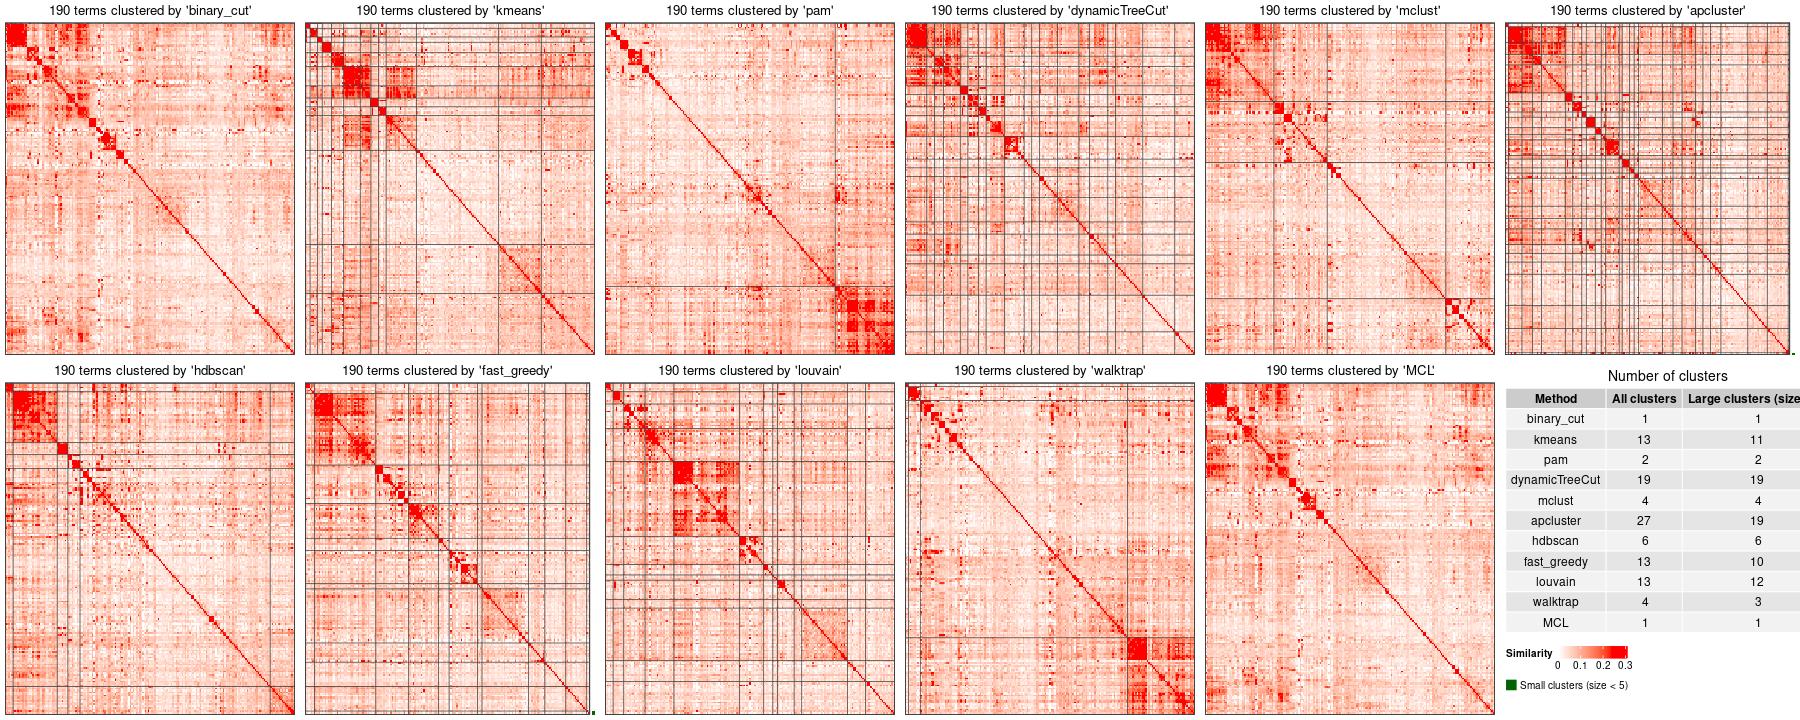 190 terms clustered by 'binary_cut'
190 terms clustered by 'kmeans'
190 terms clustered by 'pam'
190 terms clustered by 'dynamicTreeCut'
190 terms clustered by 'mclust'
190 terms clustered by 'apcluster'
190 terms clustered by 'hdbscan'
190 terms clustered by 'fast_greedy'
190 terms clustered by 'louvain'
190 terms clustered by 'walktrap'
190 terms clustered by 'MCL'
Number of clusters
Method All clusters Large clusters (size
binary_cut 1 1
kmeans 13 11
pam 2 2
dynamicTreeCut 19 19
mclust 4 4
apcluster 27 19
hdbscan 6 6
fast_greedy 13 10
louvain 13 12
walktrap 4 3
MCL 1 1
Similarity
0 0.1 0.2 0.3
Small clusters (size < 5)